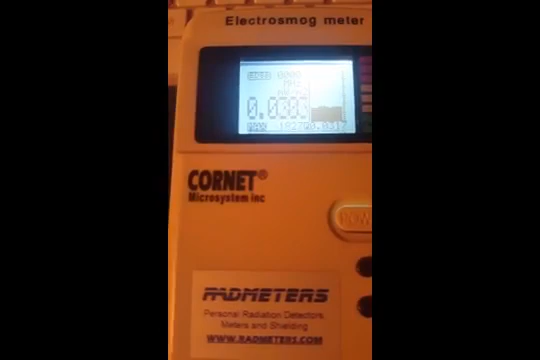 Electrosmog meter
CORNET®
Microsystem inc
POW
RADMETERS
Personal Radiation Detectors,
Meters and Shielding
WWW.RADMETERS.COM